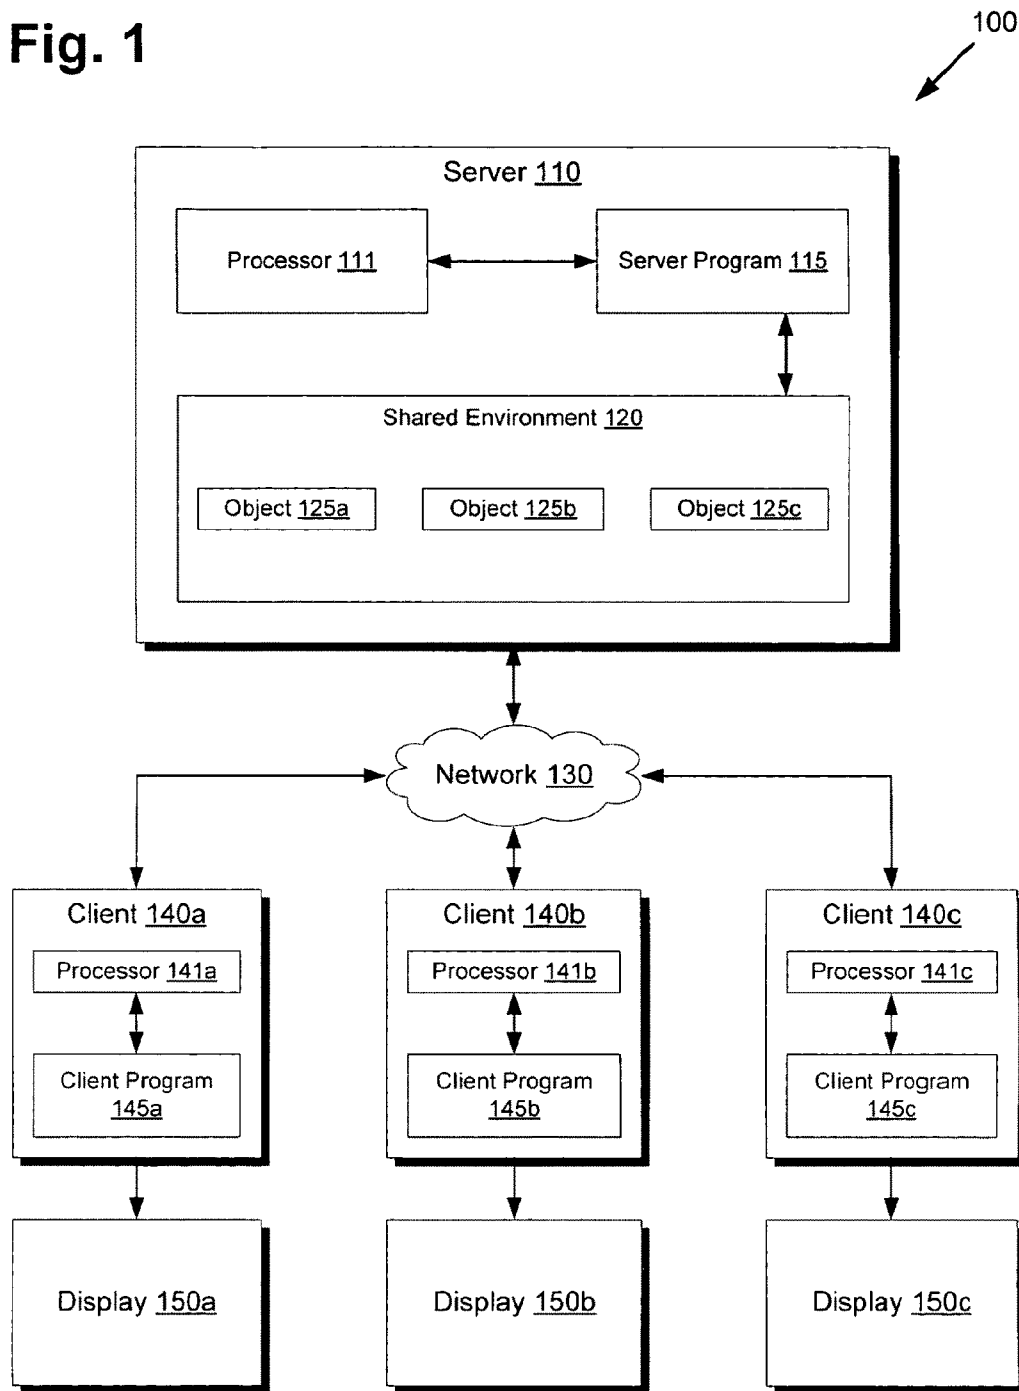 Fig. 1
100
Server 110
Processor 111
Server Program 115
Shared Environment 120
Object 125a
Object 125b
Object 125c
Network 130
Client 140a
Processor 141a
Client Program
145a
Client 140b
Processor 141b
Client Program
145b
Client 140c
Processor 141c
Client Program
145c
Display 150a
Display 150b
Display 150c